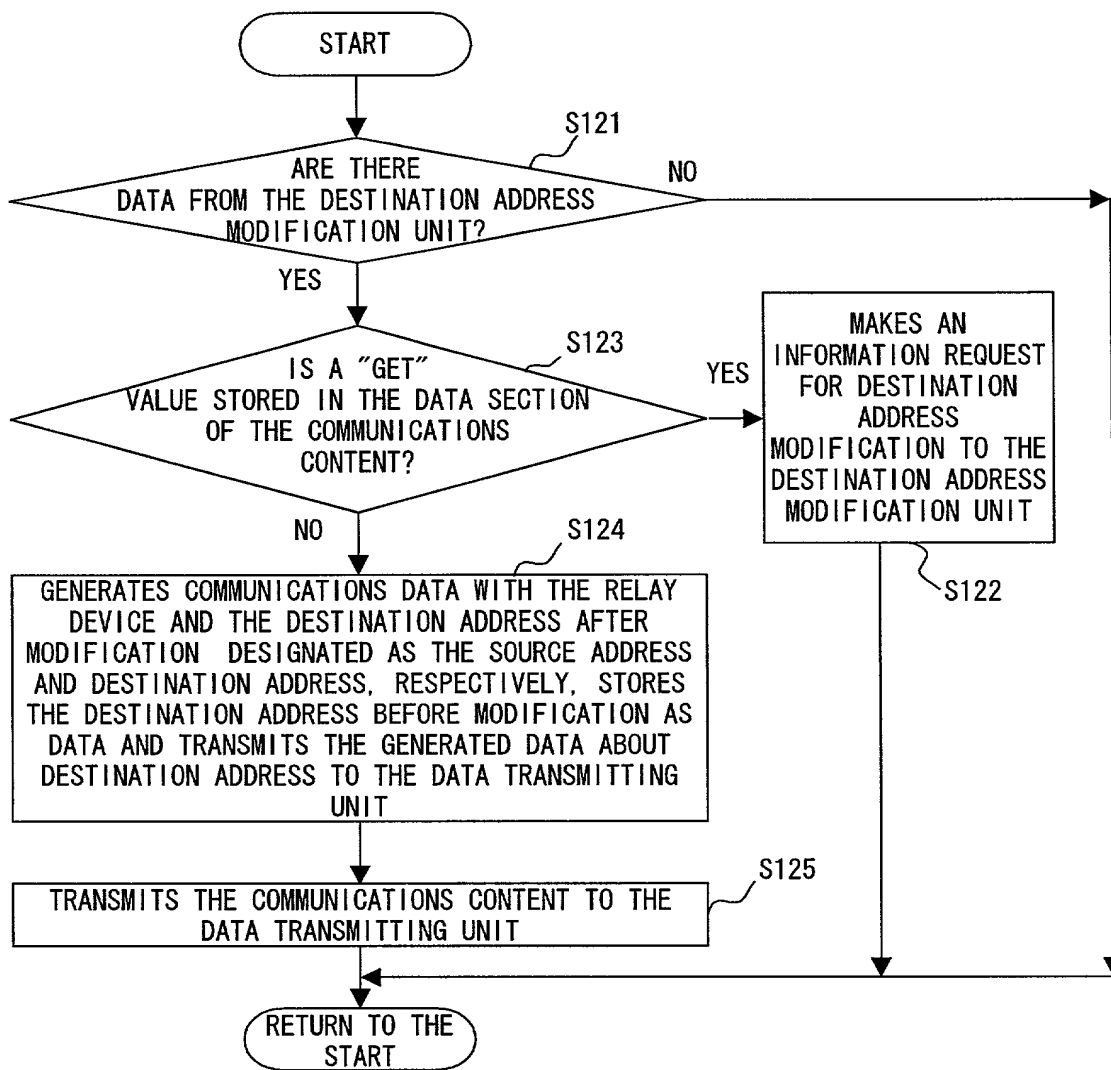 START
S121
ARE THERE
DATA FROM THE DESTINATION ADDRESS
MODIFICATION UNIT?
NO
YES
S123
IS A "GET"
VALUE STORED IN THE DATA SECTION
OF THE COMMUNICATIONS
CONTENT?
YES
MAKES AN
INFORMATION REQUEST
FOR DESTINATION
ADDRESS
MODIFICATION TO THE
DESTINATION ADDRESS
MODIFICATION UNIT
S122
NO
S124
GENERATES COMMUNICATIONS DATA WITH THE RELAY
DEVICE AND THE DESTINATION ADDRESS AFTER
MODIFICATION DESIGNATED AS THE SOURCE ADDRESS
AND DESTINATION ADDRESS, RESPECTIVELY, STORES
THE DESTINATION ADDRESS BEFORE MODIFICATION AS
DATA AND TRANSMITS THE GENERATED DATA ABOUT
DESTINATION ADDRESS TO THE DATA TRANSMITTING
UNIT
S125
TRANSMITS THE COMMUNICATIONS CONTENT TO THE
DATA TRANSMITTING UNIT
RETURN TO THE
START